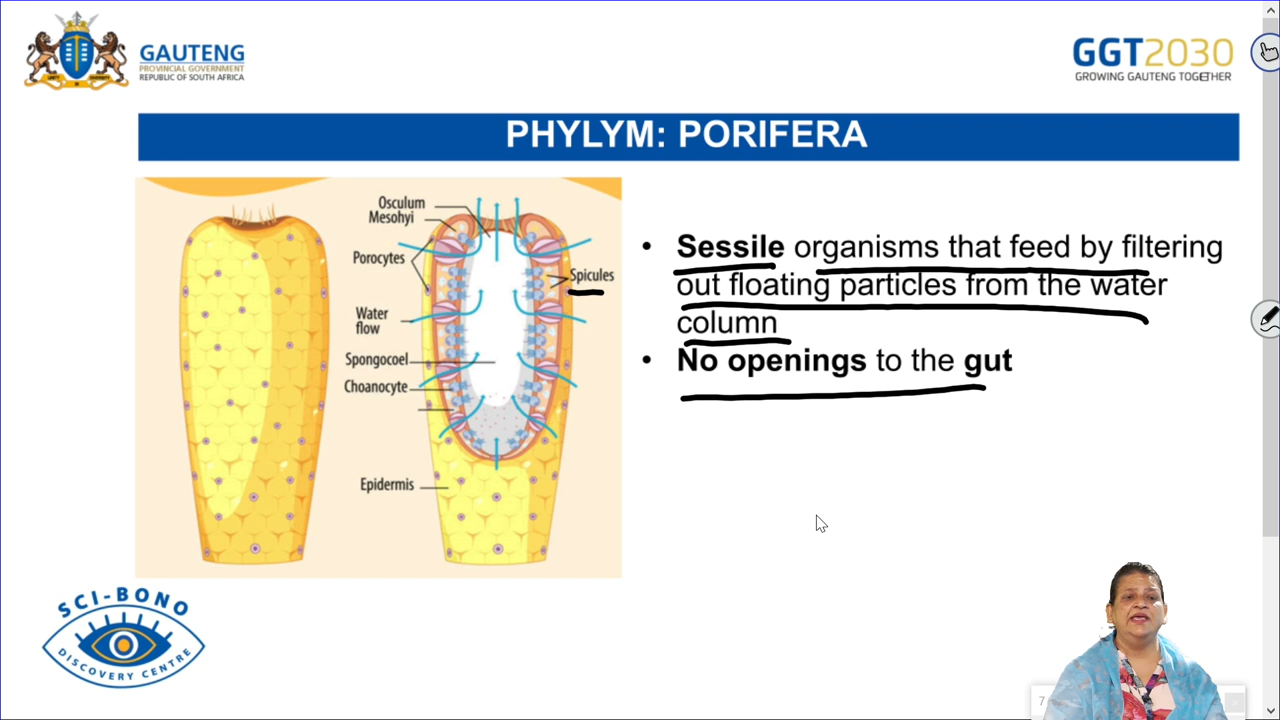 GAUTENG
PROVINCIAL GOVERNMENT
REPUBLIC OF SOUTH AFRICA
GGT2030
GROWING GAUTENG TOGETHER
PHYLYM: PORIFERA
Osculum
Mesohyi
Porocytes
Spicules
Water
flow
Spongocoel
Choanocyte
Epidermis
• Sessile organisms that feed by filtering
out floating particles from the water
column
• No openings to the gut
SCI-BONO
DISCOVERY CENTRE
7